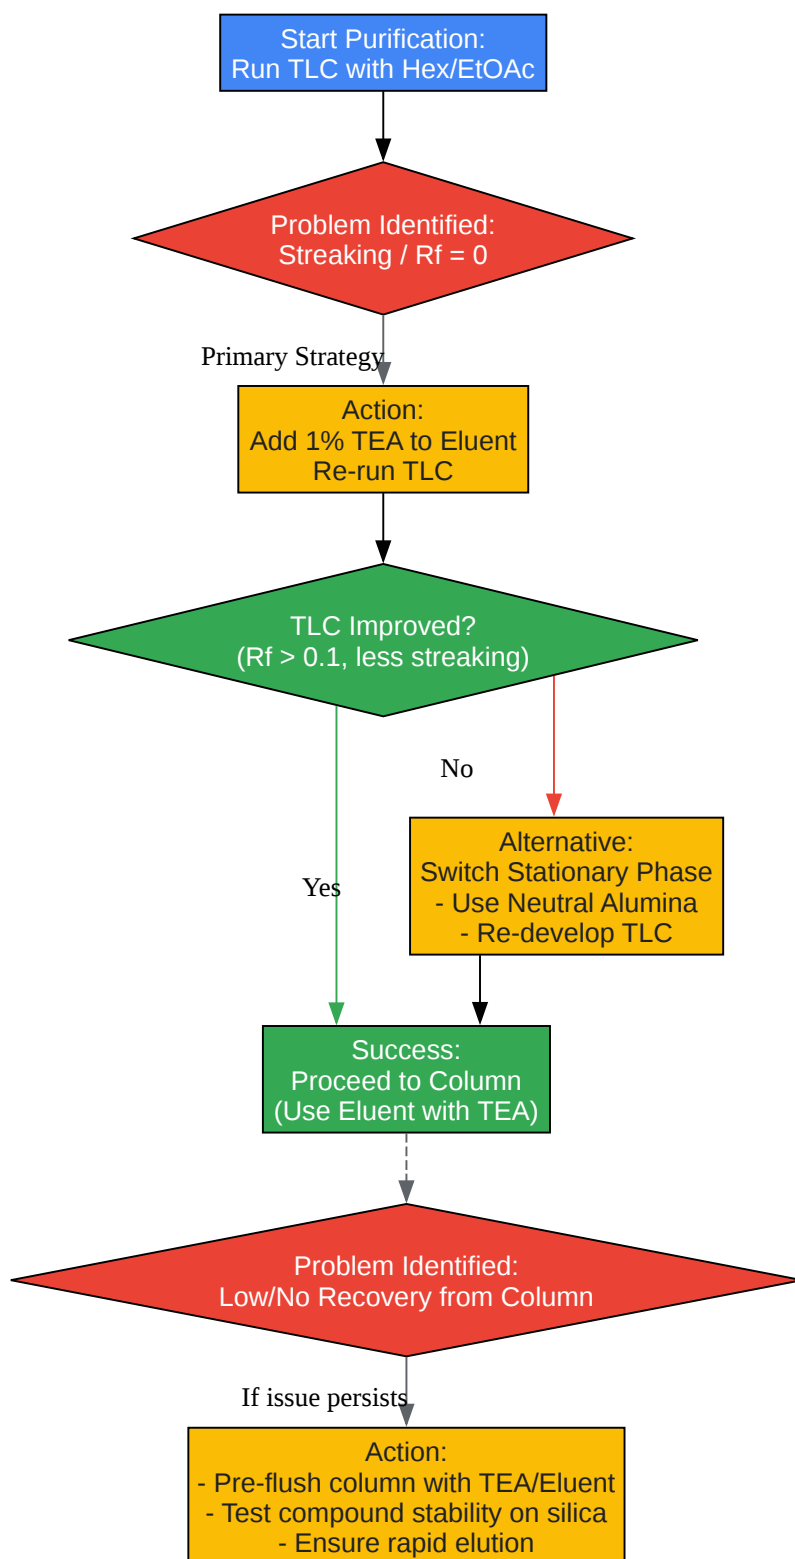 Start Purification:
Run TLC with Hex/EtOAc
Problem Identified:
Streaking / Rf = 0
Primary Strategy
Action:
Add 1% TEA to Eluent
Re-run TLC
TLC Improved?
(Rf > 0.1, less streaking)
No
Alternative:
Switch Stationary Phase
- Use Neutral Alumina
- Re-develop TLC
Yes
Success:
Proceed to Column
(Use Eluent with TEA)
Problem Identified:
Low/No Recovery from Column
If issue persists
Action:
- Pre-flush column with TEA/Eluent
- Test compound stability on silica
- Ensure rapid elution